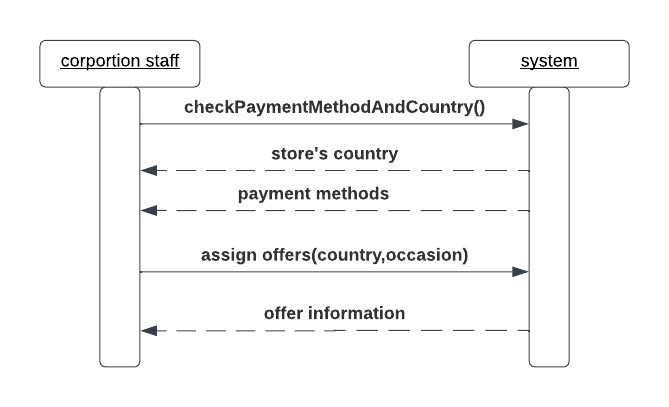 corportion staff
system
checkPaymentMethodAndCountry()
store's country
payment methods
assign offers(country,occasion)
offer information